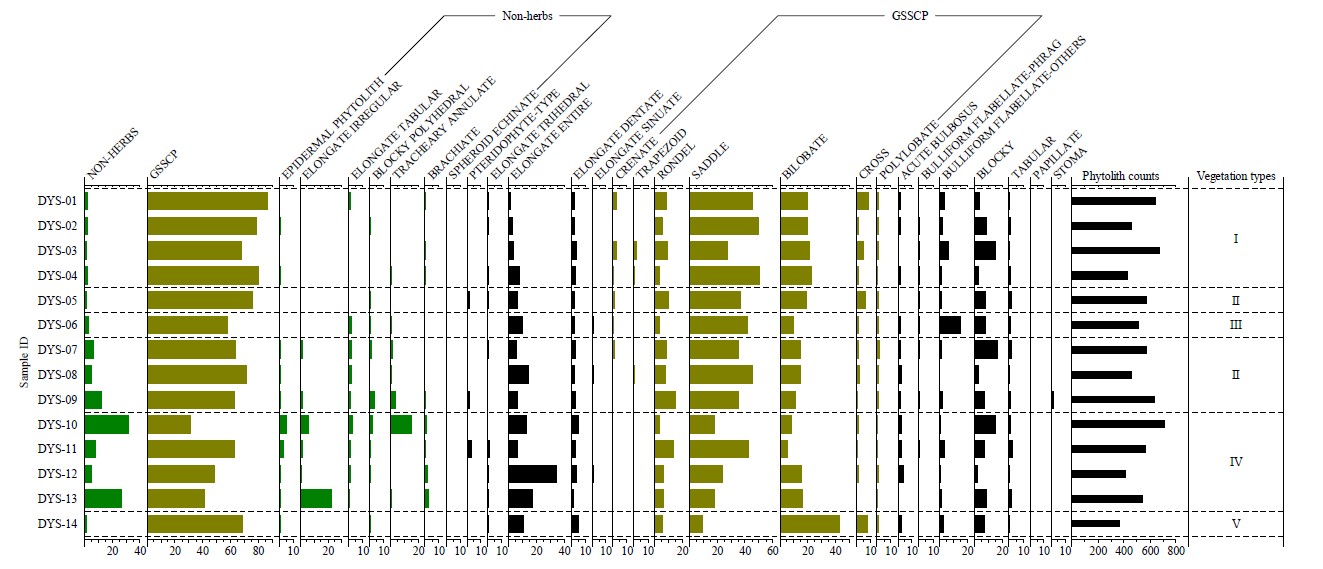 Non-herbs
GSSCP
NON-HERBS
GSSCP
EPIDERMAL PHYTOLITH
ELONGATE IRREGULAR
ELONGATE TABULAR
BLOCKY POLYHEDRAL
TRACHEARY ANNULATE
BRACHIATE
SPHEROID ECHINATE
PTERIDOPHYTE-TYPE
ELONGATE TRIHEDRAL
ELONGATE ENTIRE
ELONGATE DENTATE
ELONGATE SINUATE
CRENATE
TRAPEZOID
RONDEL
SADDLE
BILOBATE
CROSS
POLYLOBATE
ACUTE BULBOSUS
BULLIFORM FLABELLATE-PHRAG
BULLIFORM FLABELLATE-OTHERS
BLOCKY
TABULAR
PAPILLATE
STOMA
Phytolith counts
Vegetation types
Sample ID
DYS-01
DYS-02
DYS-03
DYS-04
DYS-05
DYS-06
DYS-07
DYS-08
DYS-09
DYS-10
DYS-11
DYS-12
DYS-13
DYS-14
I
II
III
II
IV
V
20 40 20 40 60 80 10 20 10 10 10 10 10 10 10 20 40 10 10 10 10 20 20 40 60 20 40 10 10 10 10 20 20 10 10 10 200 400 600 800